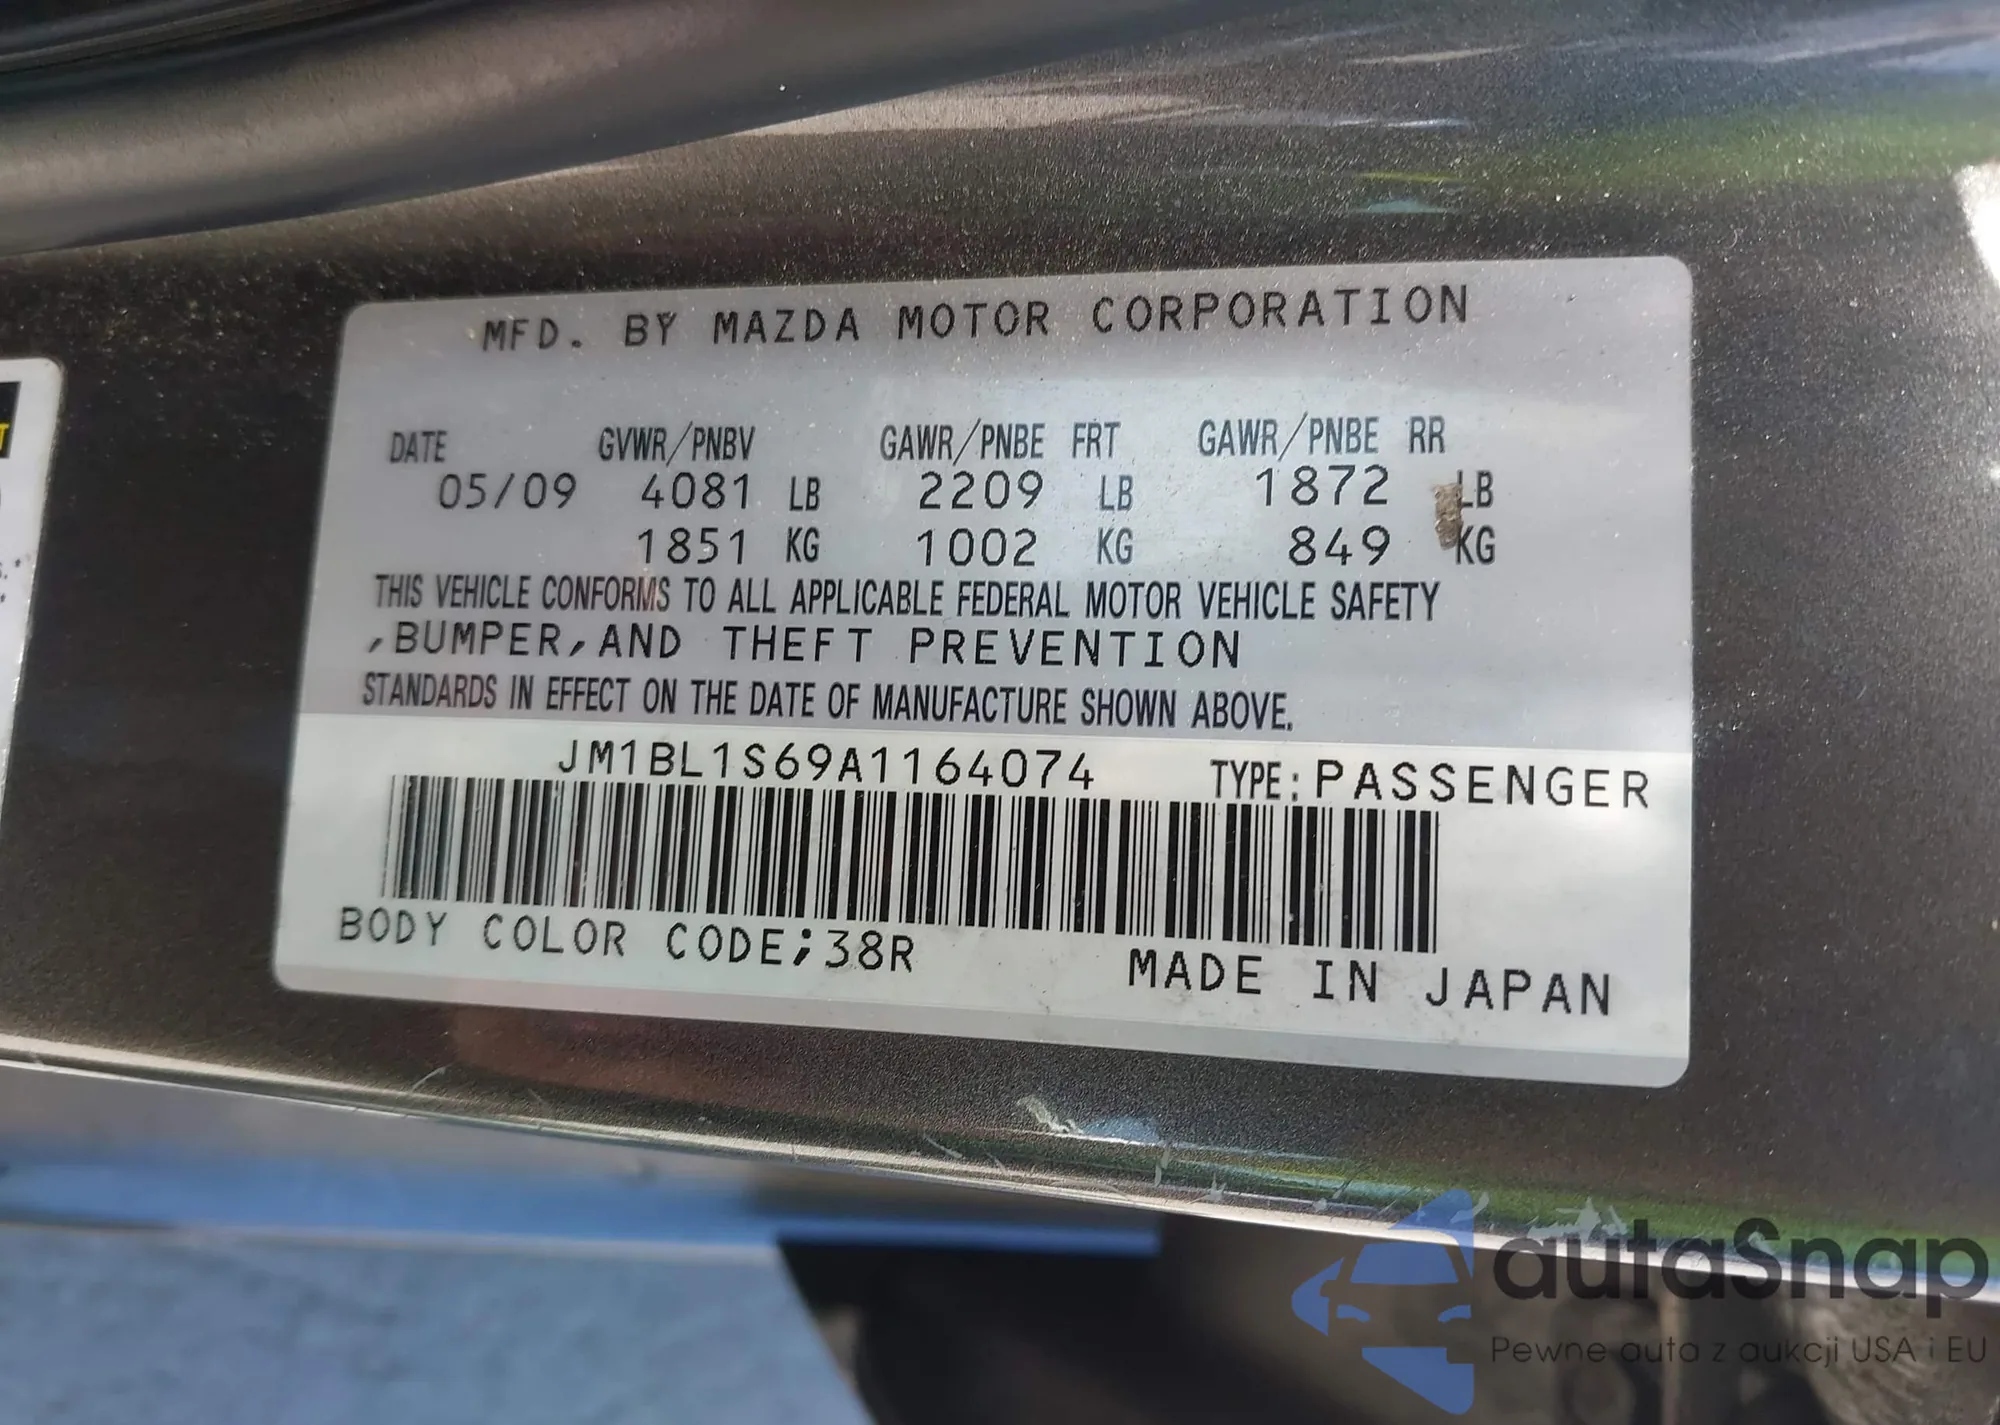 MFD. BY MAZDA MOTOR CORPORATION
DATE GVWR/PNBV GAWR/PNBE FRT GAWR/PNBE RR
05/09 4081 LB 2209 LB 1872 LB
1851 KG 1002 KG 849 KG
THIS VEHICLE CONFORMS TO ALL APPLICABLE FEDERAL MOTOR VEHICLE SAFETY
,BUMPER,AND THEFT PREVENTION
STANDARDS IN EFFECT ON THE DATE OF MANUFACTURE SHOWN ABOVE.
JM1BL1S69A1164074 TYPE:PASSENGER
BODY COLOR CODE;38R MADE IN JAPAN
autaSnap
Pewne auta z aukcji USA i EU